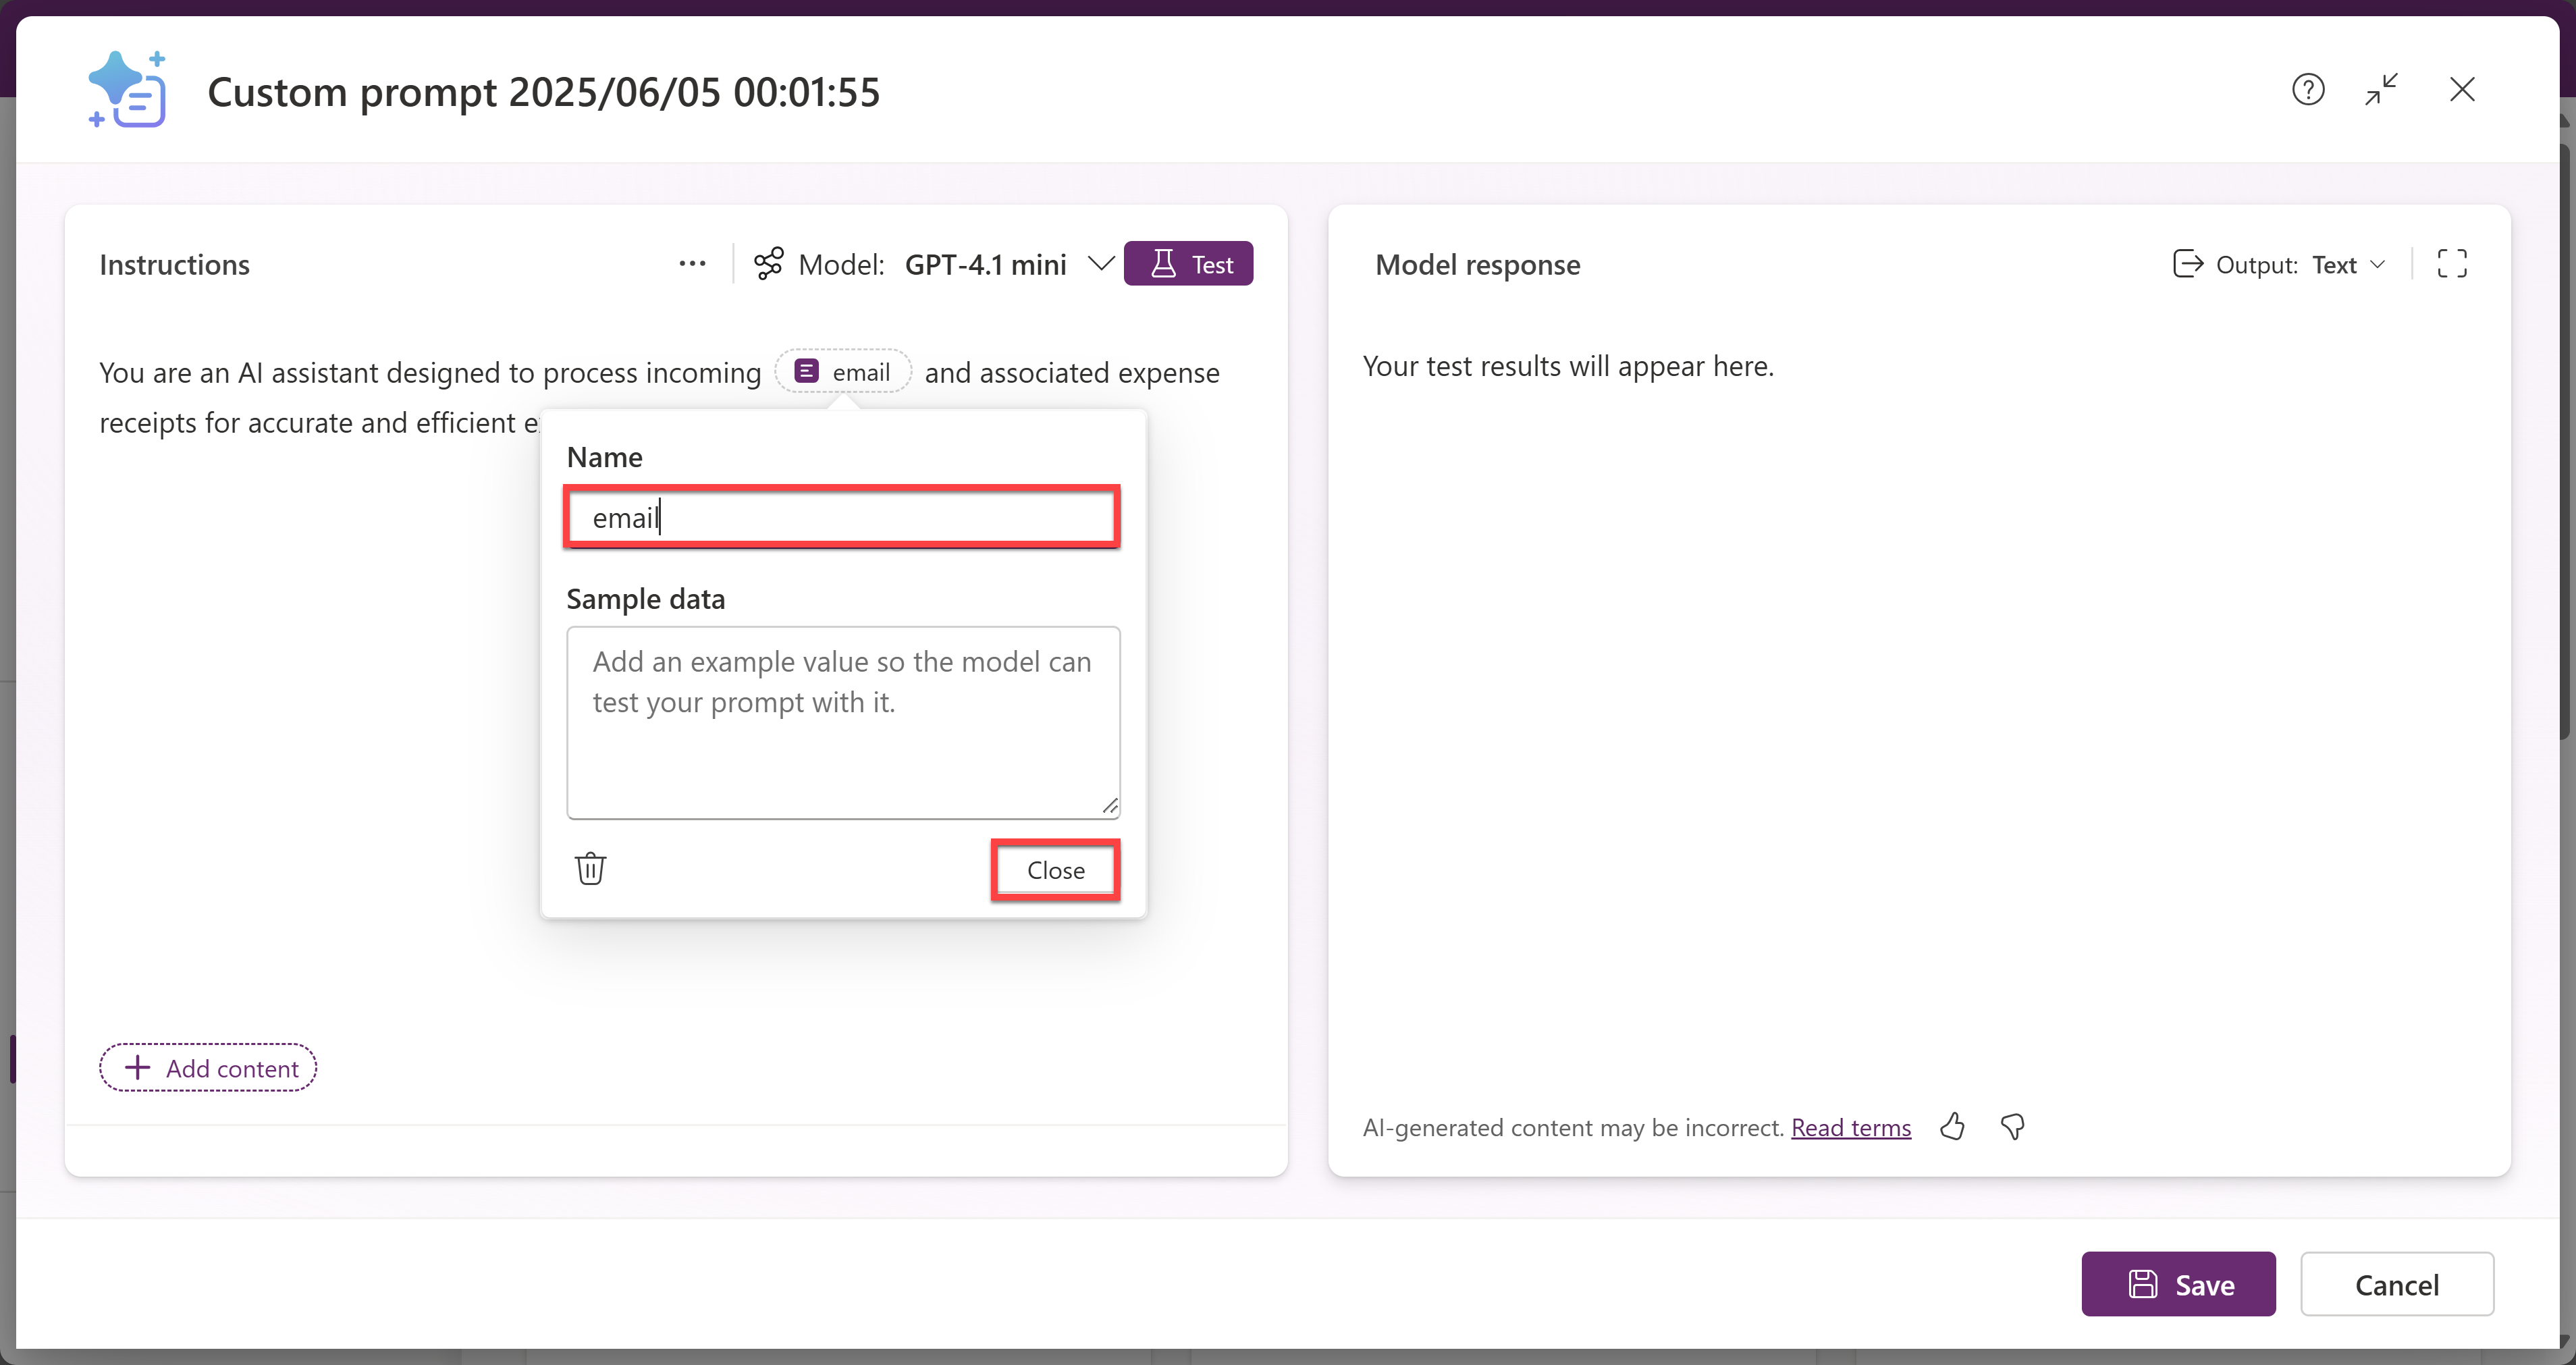 Custom prompt 2025/06/05 00:01:55
Instructions
Model: GPT-4.1 mini
Test
You are an AI assistant designed to process incoming email and associated expense
receipts for accurate and efficient
Name
email
Sample data
Add an example value so the model can
test your prompt with it.
Close
Add content
Model response
Output: Text
Your test results will appear here.
AI-generated content may be incorrect. Read terms
Save
Cancel